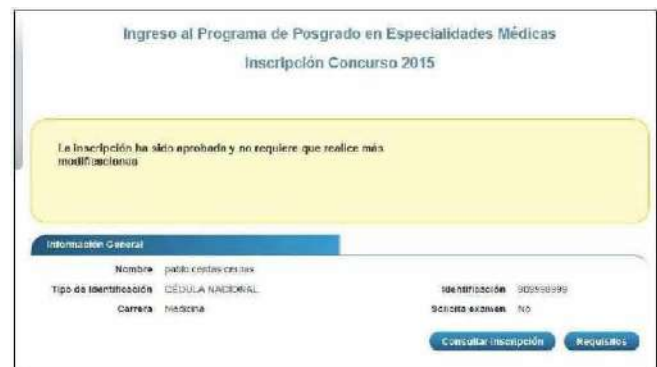 Ingreso al Programa de Posgrado en Especialidades Médicas
Inscripción Concurso 2015
La inscripción ha sido aprobada y no requiere que realice más
modificaciones
Información General
Nombre pablo
Tipo de Identificación CÉDULA NACIONAL Identificación
Carrera Medicina Solicita examen No
Consultar Inscripción Requisitos